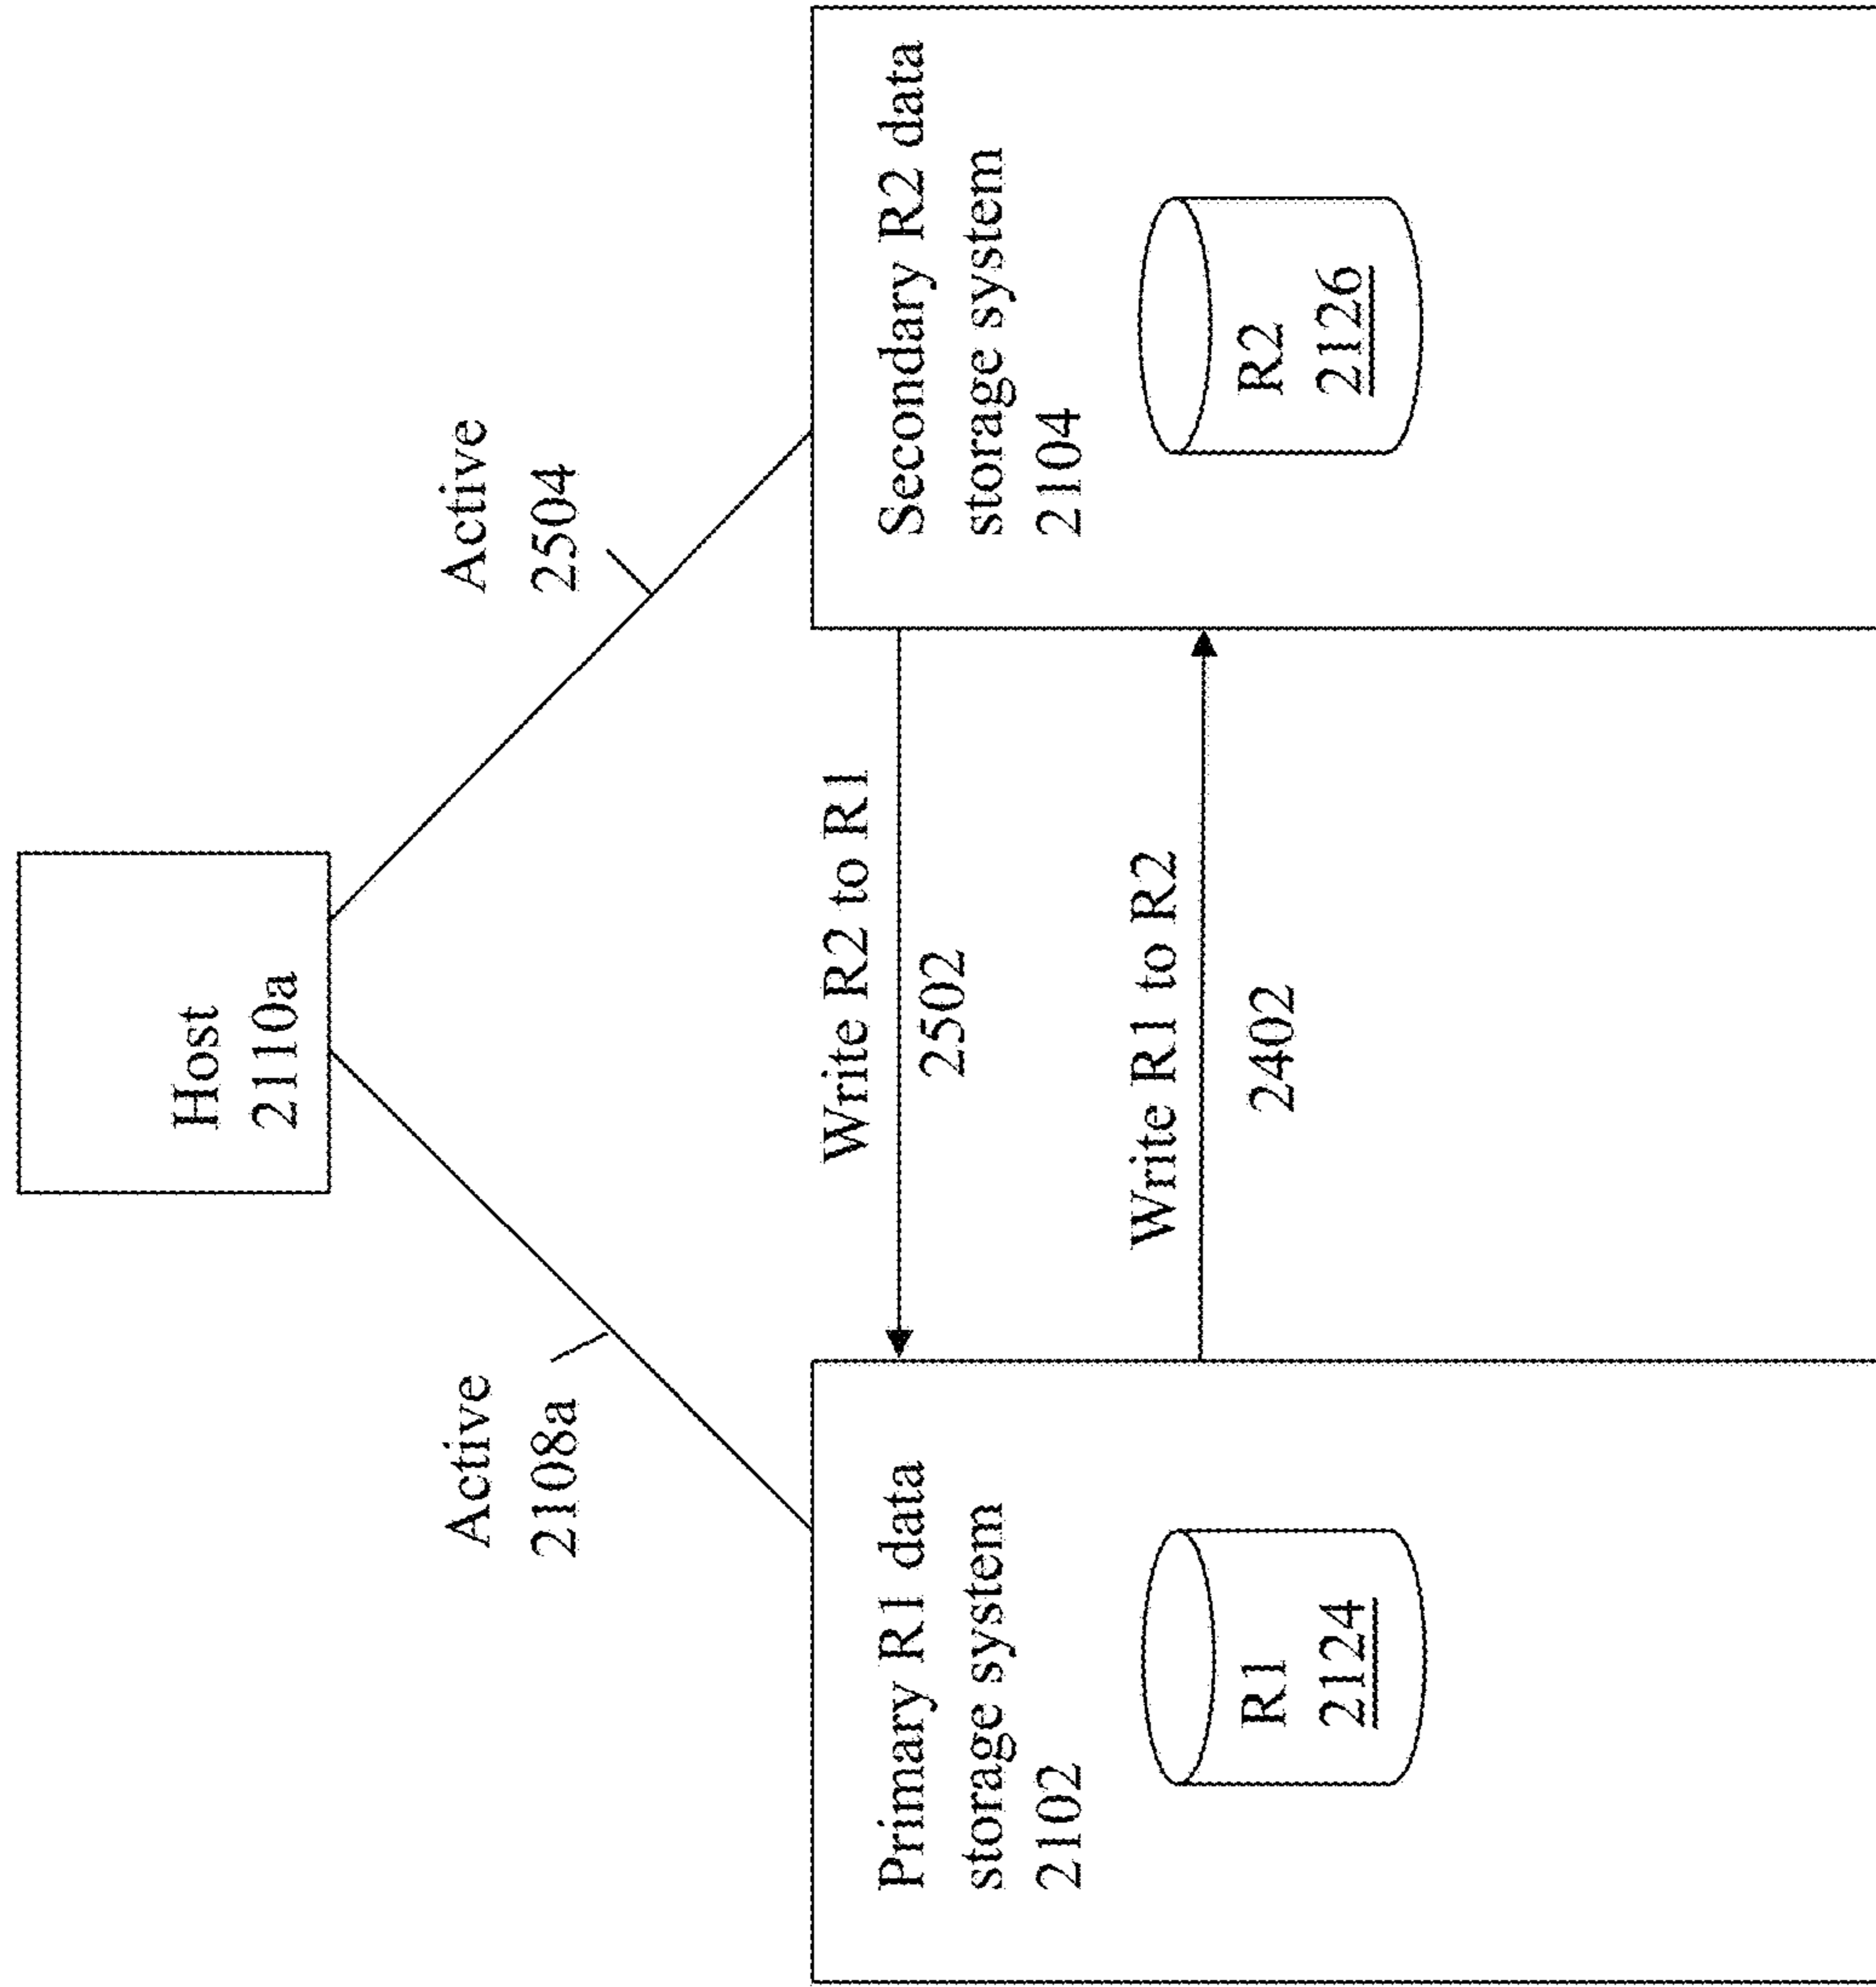 Host
2110a
Active
2108a
Active
2504
Primary R1 data
storage system
2102
R1
2124
Write R2 to R1
2502
Write R1 to R2
2402
Secondary R2 data
storage system
2104
R2
2126